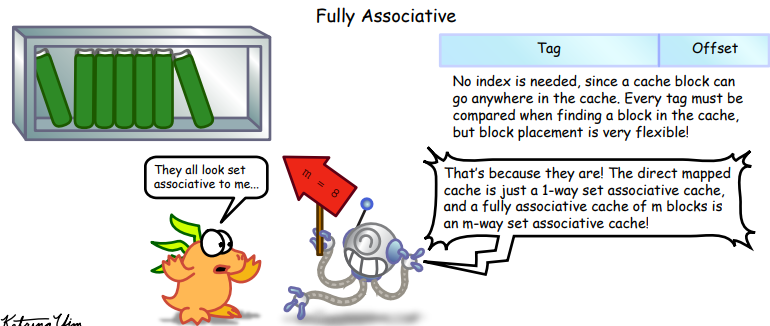 Fully Associative
Tag
Offset
No index is needed, since a cache block can
go anywhere in the cache. Every tag must be
compared when finding a block in the cache,
but block placement is very flexible!
They all look set
associative to me...
m = 8
That's because they are! The direct mapped
cache is just a 1-way set associative cache,
and a fully associative cache of m blocks is
an m-way set associative cache!